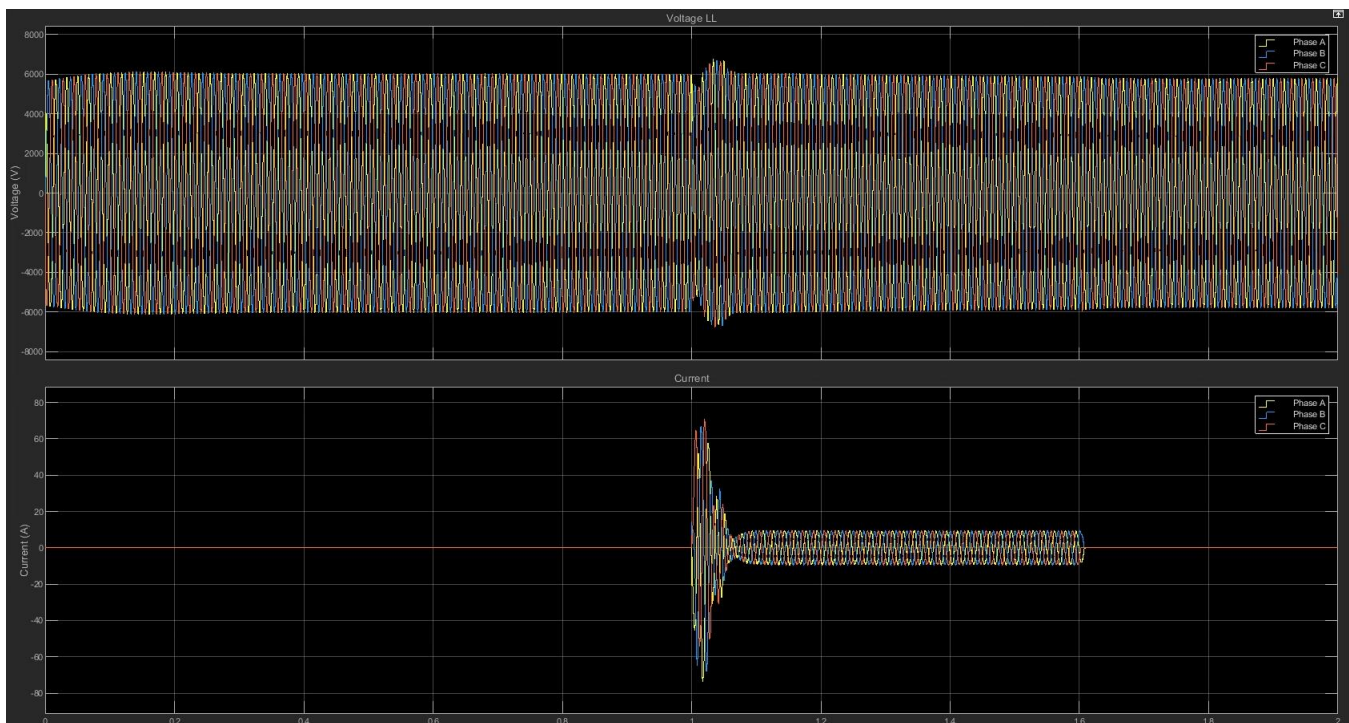 Voltage LL
8000
6000
4000
2000
0
-2000
-4000
-6000
-8000
Voltage (V)
Phase A
Phase B
Phase C
Current
80
60
40
20
0
-20
-40
-60
-80
Current (A)
Phase A
Phase B
Phase C
0 0.2 0.4 0.6 0.8 1 1.2 1.4 1.6 1.8 2